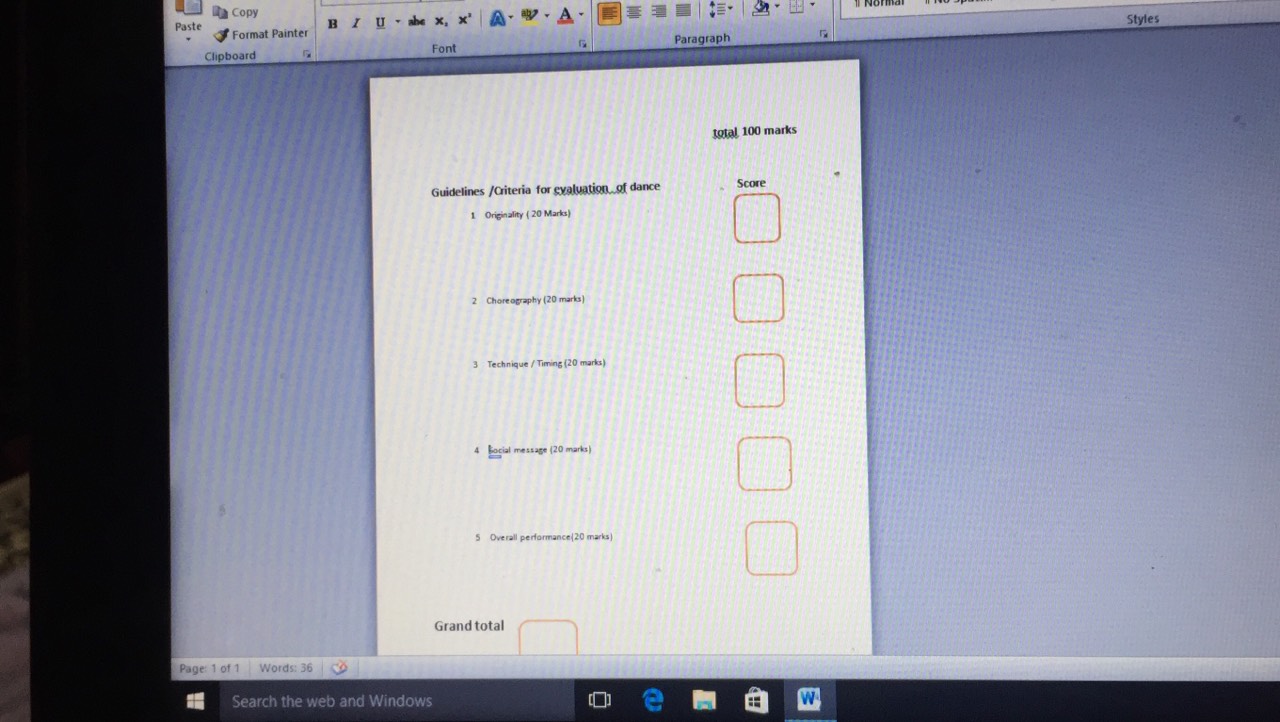 Copy
Paste
Format Painter
Clipboard
B I U abe x, x²
A A
Font
Paragraph
¶ Normal
Styles
total 100 marks
Guidelines /Criteria for evaluation of dance Score
1 Originality ( 20 Marks)
2 Choreography (20 marks)
3 Technique / Timing (20 marks)
4 Social message (20 marks)
5 Overall performance(20 marks)
Grand total
Page: 1 of 1 Words: 36
Search the web and Windows
W